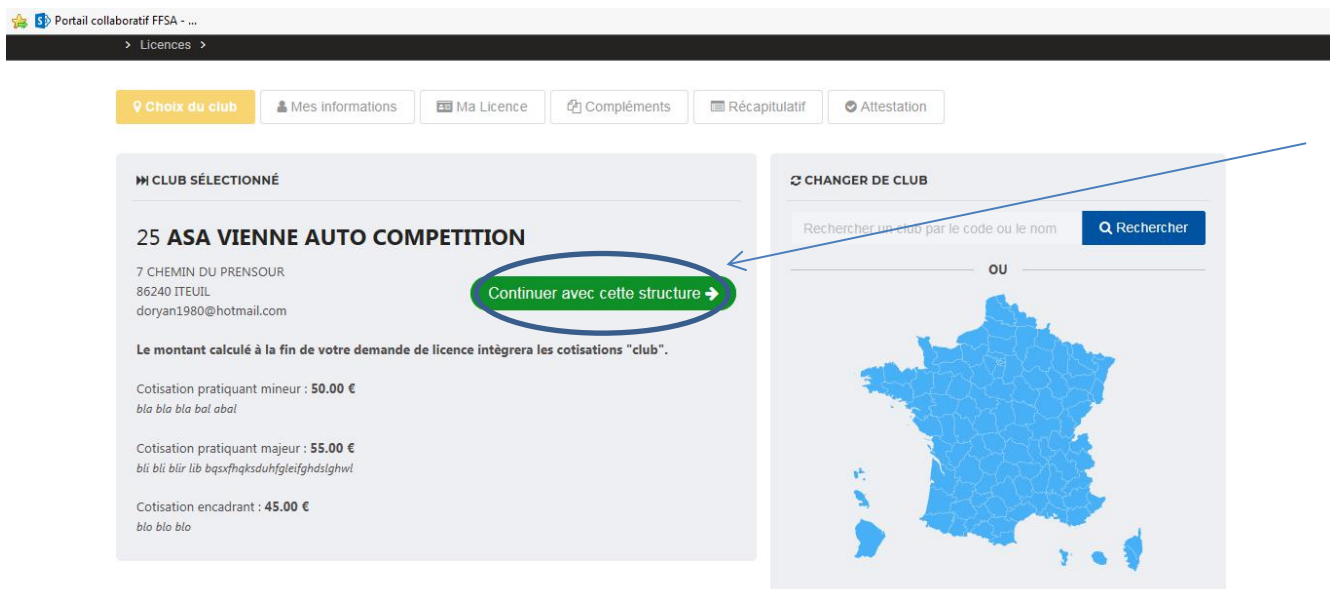 Portail collaboratif FFSA - ...
> Licences >
Choix du club
Mes informations
Ma Licence
Compléments
Récapitulatif
Attestation
CLUB SÉLECTIONNÉ
25 ASA VIENNE AUTO COMPETITION
7 CHEMIN DU PRENSOUR
86240 ITEUIL
doryan1980@hotmail.com
Continuer avec cette structure
Le montant calculé à la fin de votre demande de licence intègrera les cotisations "club".
Cotisation pratiquant mineur : 50.00 €
bla bla bla bal abal
Cotisation pratiquant majeur : 55.00 €
bli bli blir lib bqsxfhqksduhfgleifghdslghwl
Cotisation encadrant : 45.00 €
blo blo blo
CHANGER DE CLUB
Rechercher un club par le code ou le nom
Rechercher
OU